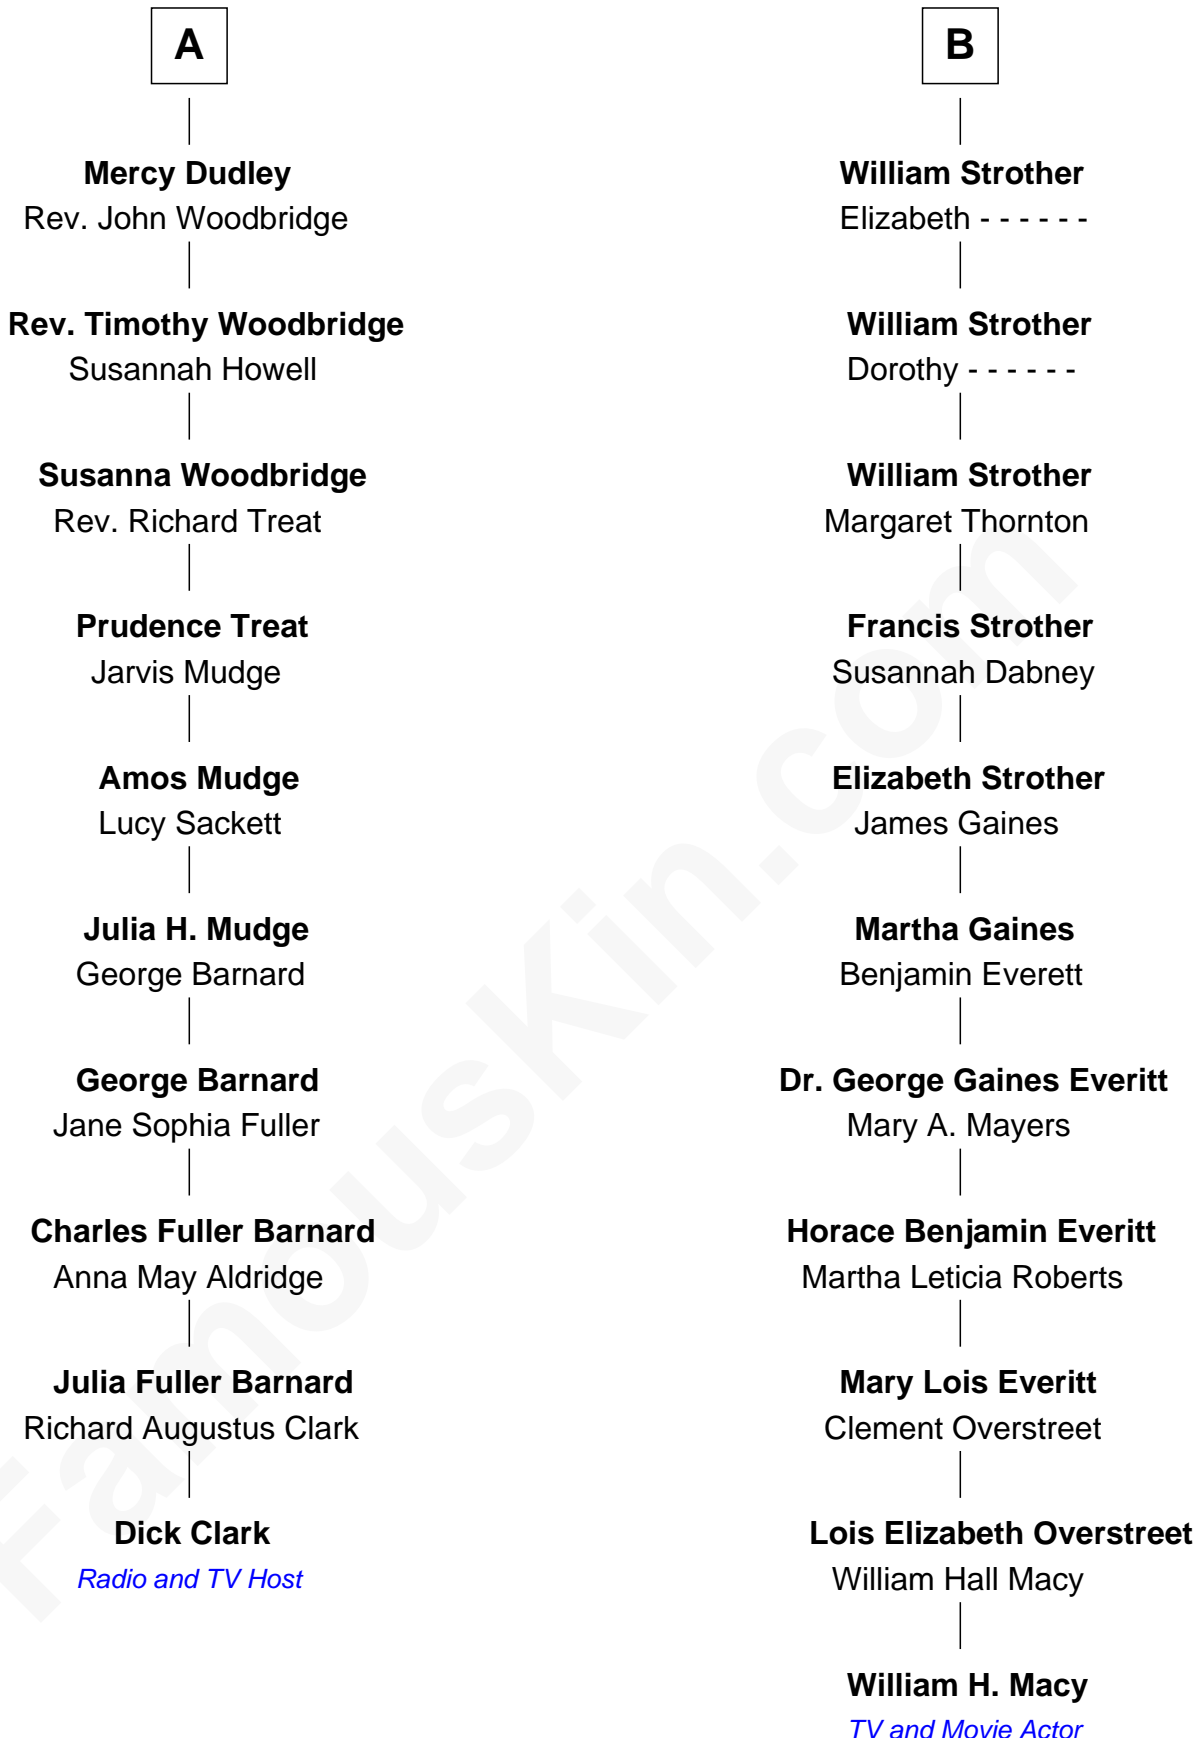 A
Mercy Dudley
Rev. John Woodbridge
Rev. Timothy Woodbridge
Susannah Howell
Susanna Woodbridge
Rev. Richard Treat
Prudence Treat
Jarvis Mudge
Amos Mudge
Lucy Sackett
Julia H. Mudge
George Barnard
George Barnard
Jane Sophia Fuller
Charles Fuller Barnard
Anna May Aldridge
Julia Fuller Barnard
Richard Augustus Clark
Dick Clark
Radio and TV Host
B
William Strother
Elizabeth - - - - - -
William Strother
Dorothy - - - - - -
William Strother
Margaret Thornton
Francis Strother
Susannah Dabney
Elizabeth Strother
James Gaines
Martha Gaines
Benjamin Everett
Dr. George Gaines Everitt
Mary A. Mayers
Horace Benjamin Everitt
Martha Leticia Roberts
Mary Lois Everitt
Clement Overstreet
Lois Elizabeth Overstreet
William Hall Macy
William H. Macy
TV and Movie Actor
FamousKin.com